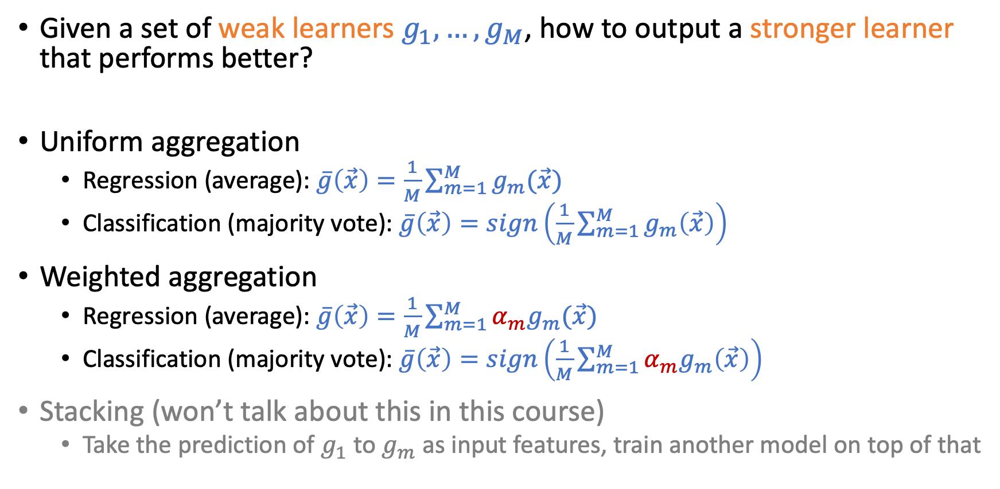 • Given a set of weak learners $g_1, \ldots, g_M$, how to output a stronger learner
that performs better?
• Uniform aggregation
• Regression (average): $\bar{g}(\vec{x}) = \frac{1}{M}\sum_{m=1}^{M} g_m(\vec{x})$
• Classification (majority vote): $\bar{g}(\vec{x}) = sign\left(\frac{1}{M}\sum_{m=1}^{M} g_m(\vec{x})\right)$
• Weighted aggregation
• Regression (average): $\bar{g}(\vec{x}) = \frac{1}{M}\sum_{m=1}^{M} \alpha_m g_m(\vec{x})$
• Classification (majority vote): $\bar{g}(\vec{x}) = sign\left(\frac{1}{M}\sum_{m=1}^{M} \alpha_m g_m(\vec{x})\right)$
• Stacking (won’t talk about this in this course)
• Take the prediction of $g_1$ to $g_m$ as input features, train another model on top of that